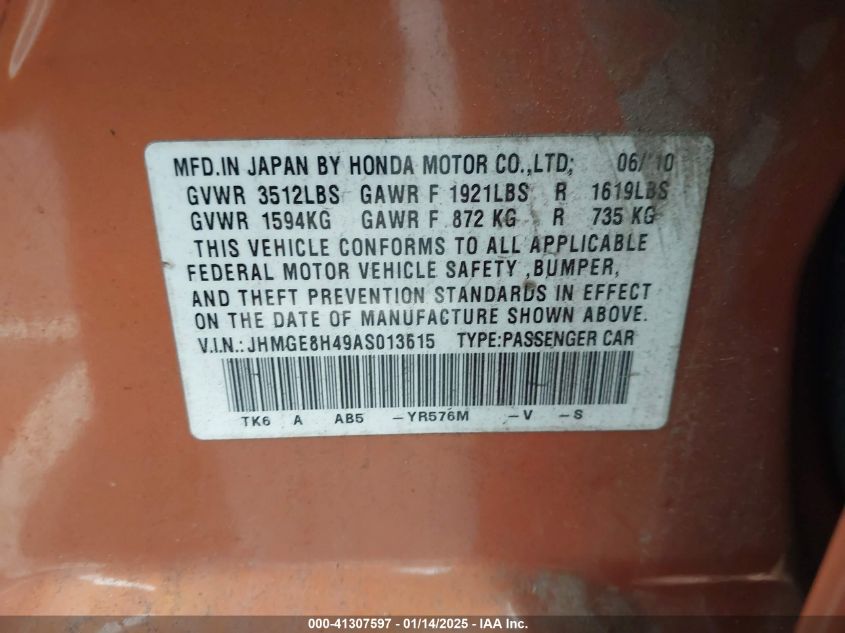 MFD.IN JAPAN BY HONDA MOTOR CO.,LTD; 06/10
GVWR 3512LBS GAWR F 1921LBS R 1619LBS
GVWR 1594KG GAWR F 872 KG R 735 KG
THIS VEHICLE CONFORMS TO ALL APPLICABLE
FEDERAL MOTOR VEHICLE SAFETY ,BUMPER,
AND THEFT PREVENTION STANDARDS IN EFFECT
ON THE DATE OF MANUFACTURE SHOWN ABOVE.
V.I.N.: JHMGE8H49AS013615 TYPE:PASSENGER CAR
TK6 A AB5 -YR576M -V -S
000-41307597 - 01/14/2025 - IAA Inc.